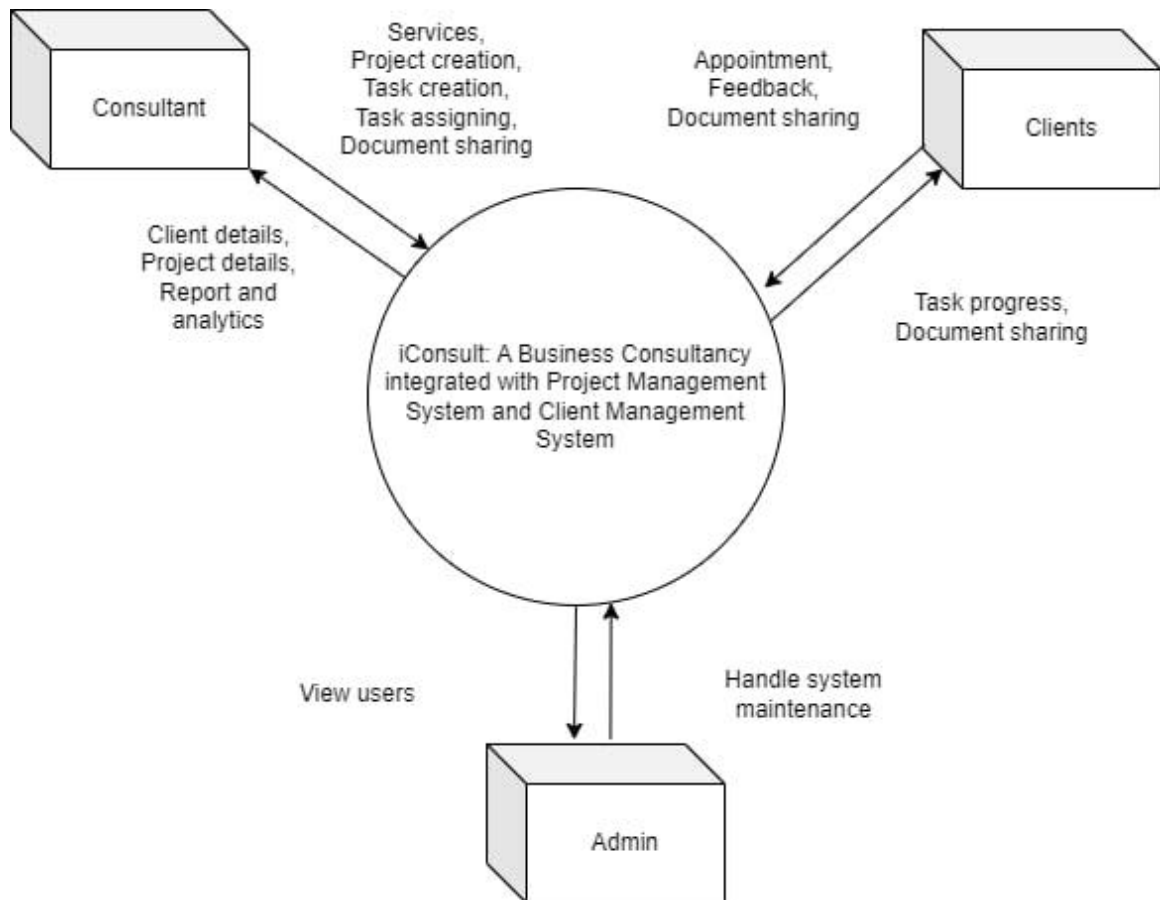 Services,
Project creation,
Task creation,
Task assigning,
Document sharing
Consultant
Appointment,
Feedback,
Document sharing
Clients
Client details,
Project details,
Report and
analytics
Task progress,
Document sharing
iConsult: A Business Consultancy
integrated with Project Management
System and Client Management
System
View users
Handle system
maintenance
Admin